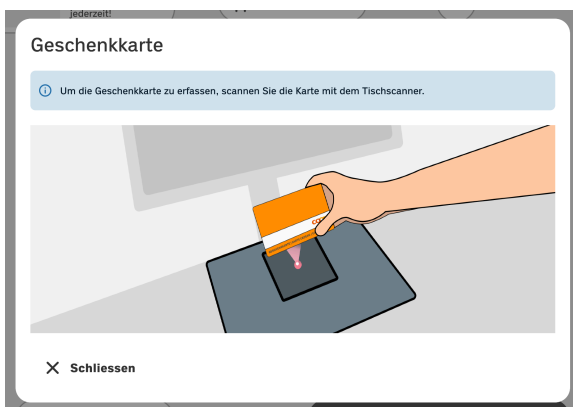 jederzeit!
Geschenkkarte
Um die Geschenkkarte zu erfassen, scannen Sie die Karte mit dem Tischscanner.
Schliessen